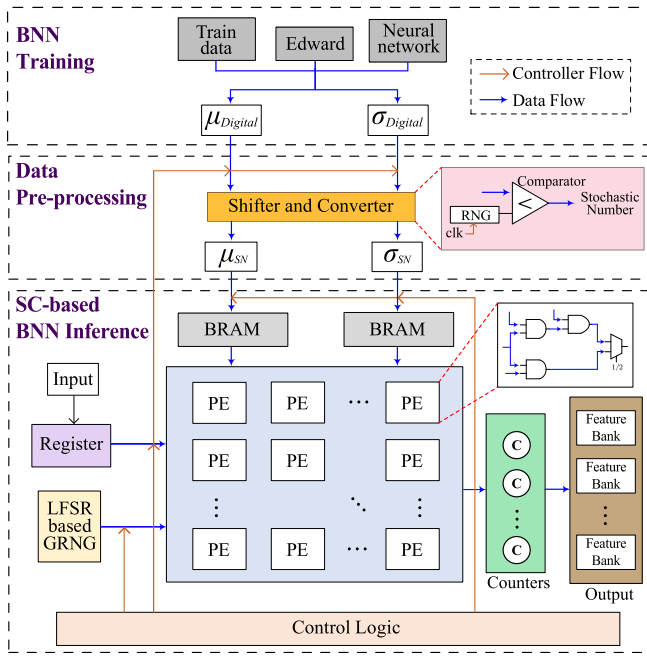 BNN
Training
Train
data
Edward
Neural
network
Controller Flow
Data Flow
μDigital
σDigital
Data
Pre-processing
Shifter and Converter
Comparator
<
RNG
clk
Stochastic
Number
μSN
σSN
SC-based
BNN Inference
BRAM
BRAM
1/2
Input
Register
LFSR
based
GRNG
PE
PE
...
PE
PE
PE
PE
PE
PE
...
PE
C
C
C
Counters
Feature
Bank
Feature
Bank
Feature
Bank
Output
Control Logic